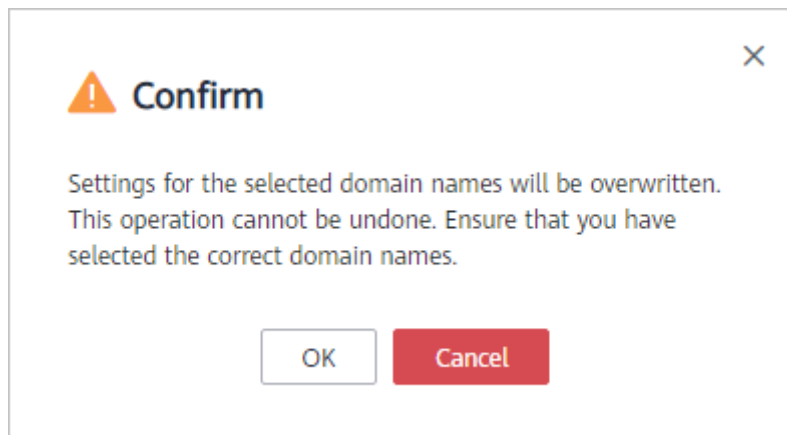 Confirm
Settings for the selected domain names will be overwritten.
This operation cannot be undone. Ensure that you have
selected the correct domain names.
OK
Cancel